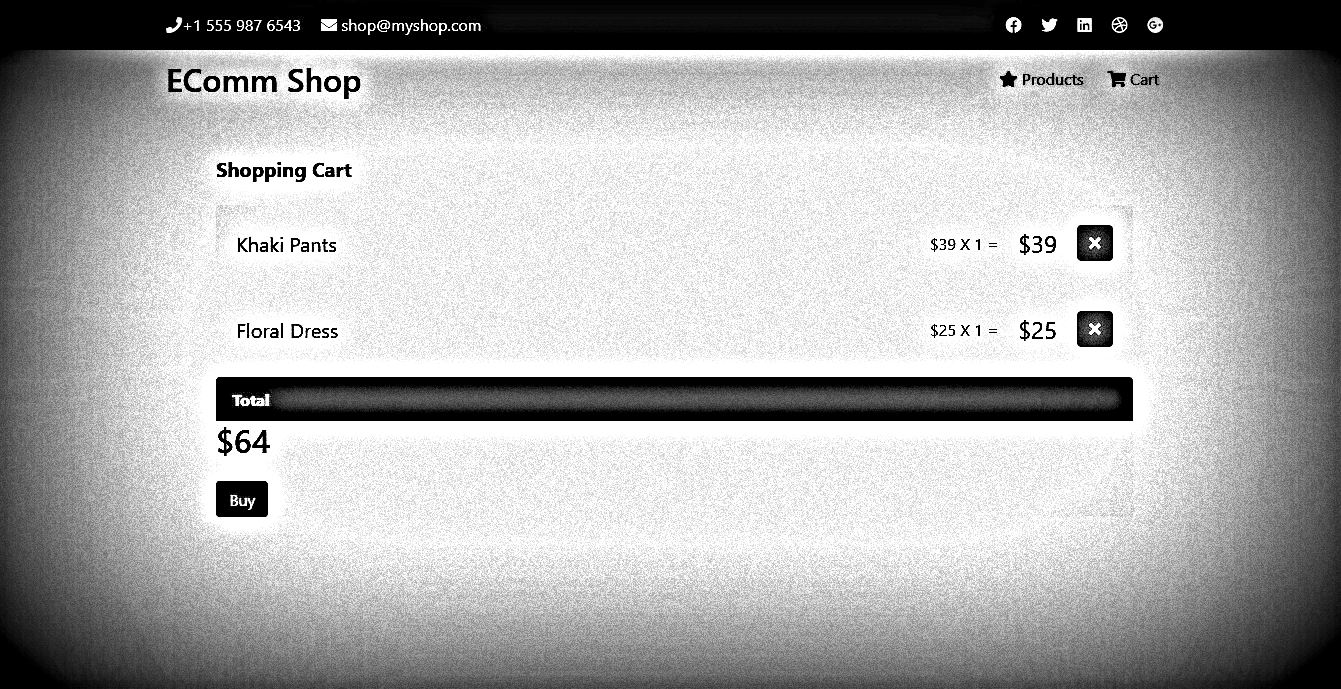 +1 555 987 6543 shop@myshop.com
EComm Shop Products Cart
Shopping Cart
Khaki Pants $39 X 1 = $39
Floral Dress $25 X 1 = $25
Total
$64
Buy